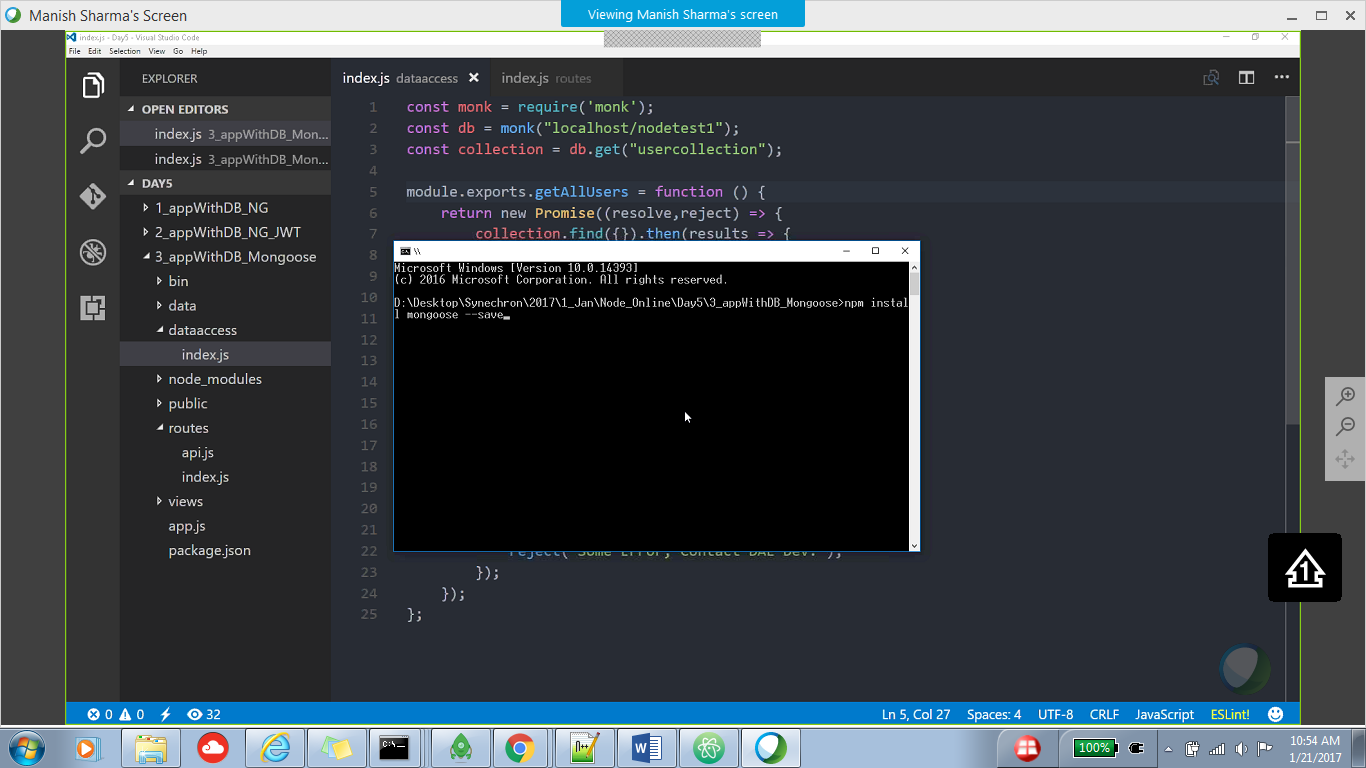 Manish Sharma's Screen
Viewing Manish Sharma's screen
index.js - Day5 - Visual Studio Code
File Edit Selection View Go Help
EXPLORER
OPEN EDITORS
index.js 3_appWithDB_Mon...
index.js 3_appWithDB_Mon...
DAY5
1_appWithDB_NG
2_appWithDB_NG_JWT
3_appWithDB_Mongoose
bin
data
dataaccess
index.js
node_modules
public
routes
api.js
index.js
views
app.js
package.json
index.js dataaccess
index.js routes
1 const monk = require('monk');
2 const db = monk("localhost/nodetest1");
3 const collection = db.get("usercollection");
4
5 module.exports.getAllUsers = function () {
6 return new Promise((resolve,reject) => {
7 collection.find({}).then(results => {
8
9
10
11
12
13
14
15
16
17
18
19
20
21
22 reject("Some Error, Contact DAL Dev.");
23 });
24 });
25 };
\\
Microsoft Windows [Version 10.0.14393]
(c) 2016 Microsoft Corporation. All rights reserved.
D:\Desktop\Synechron\2017\1_Jan\Node_Online\Day5\3_appWithDB_Mongoose>npm instal
l mongoose --save
1
0 0 32
Ln 5, Col 27 Spaces: 4 UTF-8 CRLF JavaScript ESLint!
100%
10:54 AM
1/21/2017